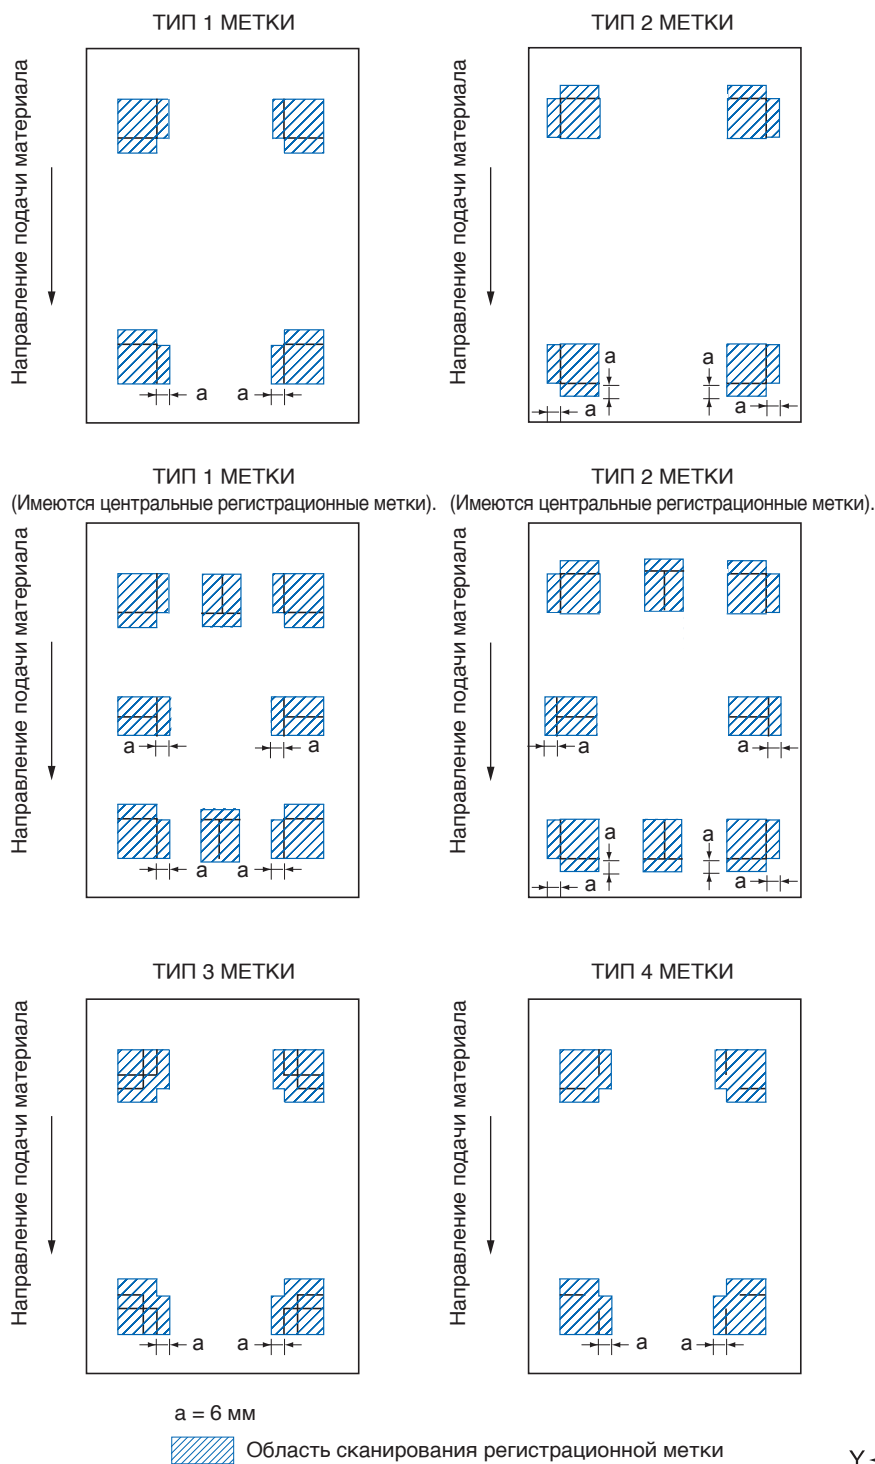 ТИП 1 МЕТКИ
ТИП 2 МЕТКИ
Направление подачи материала
Направление подачи материала
a
a
a
a
a
a
ТИП 1 МЕТКИ
(Имеются центральные регистрационные метки).
ТИП 2 МЕТКИ
(Имеются центральные регистрационные метки).
Направление подачи материала
Направление подачи материала
a
a
a
a
a
a
a
a
a
a
ТИП 3 МЕТКИ
ТИП 4 МЕТКИ
Направление подачи материала
Направление подачи материала
a
a
a
a
a = 6 мм
Область сканирования регистрационной метки
Y